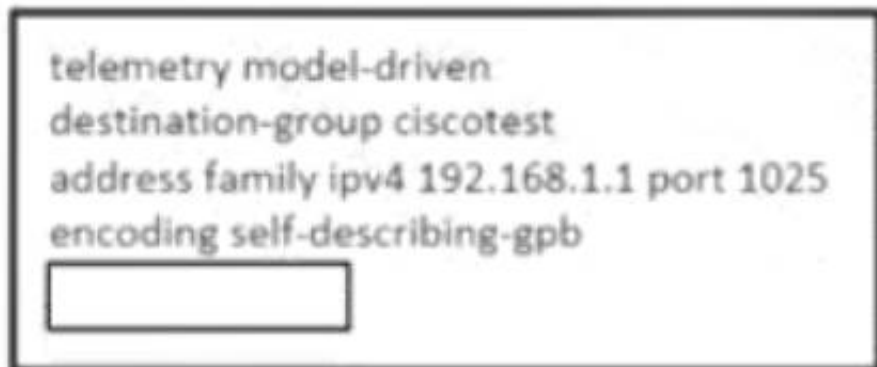 telemetry model-driven
destination-group ciscotest
address family ipv4 192.168.1.1 port 1025
encoding self-describing-gpb